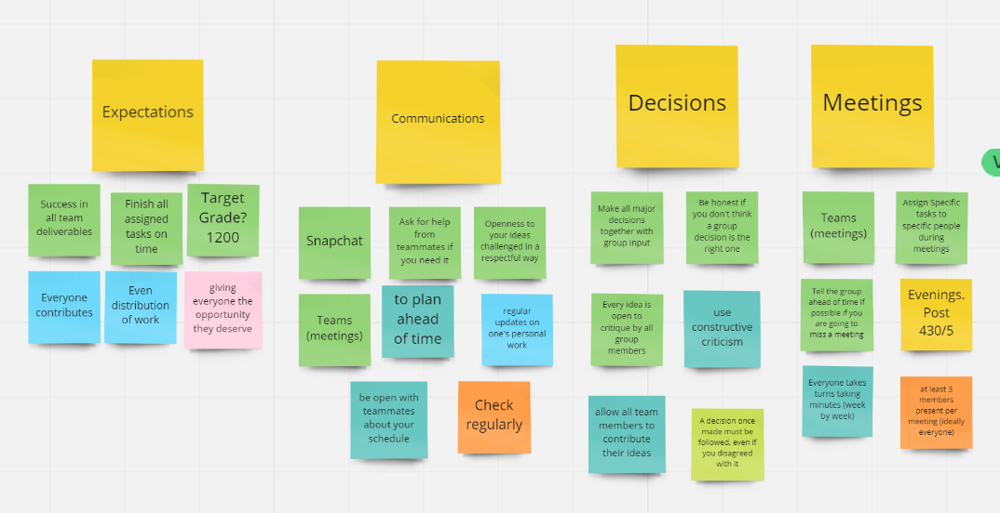 Expectations
Success in
all team
deliverables
Finish all
assigned
tasks on
time
Target
Grade?
1200
Everyone
contributes
Even
distribution
of work
giving
everyone the
opportunity
they deserve
Communications
Snapchat
Ask for help
from
teammates if
you need it
Openness to
your ideas
challenged in a
respectful way
Teams
(meetings)
to plan
ahead
of time
regular
updates on
one's personal
work
be open with
teammates
about your
schedule
Check
regularly
Decisions
Make all major
decisions
together with
group input
Be honest if
you don't think
a group
decision is the
right one
Every idea is
open to
critique by all
group
members
use
constructive
criticism
allow all team
members to
contribute
their ideas
A decision once
made must be
followed, even if
you disagreed
with it
Meetings
Teams
(meetings)
Assign Specific
tasks to
specific people
during
meetings
Tell the group
ahead of time if
possible if you
are going to
miss a meeting
Evenings.
Post
430/5
Everyone takes
turns taking
minutes (week
by week)
at least 3
members
present per
meeting (ideally
everyone)